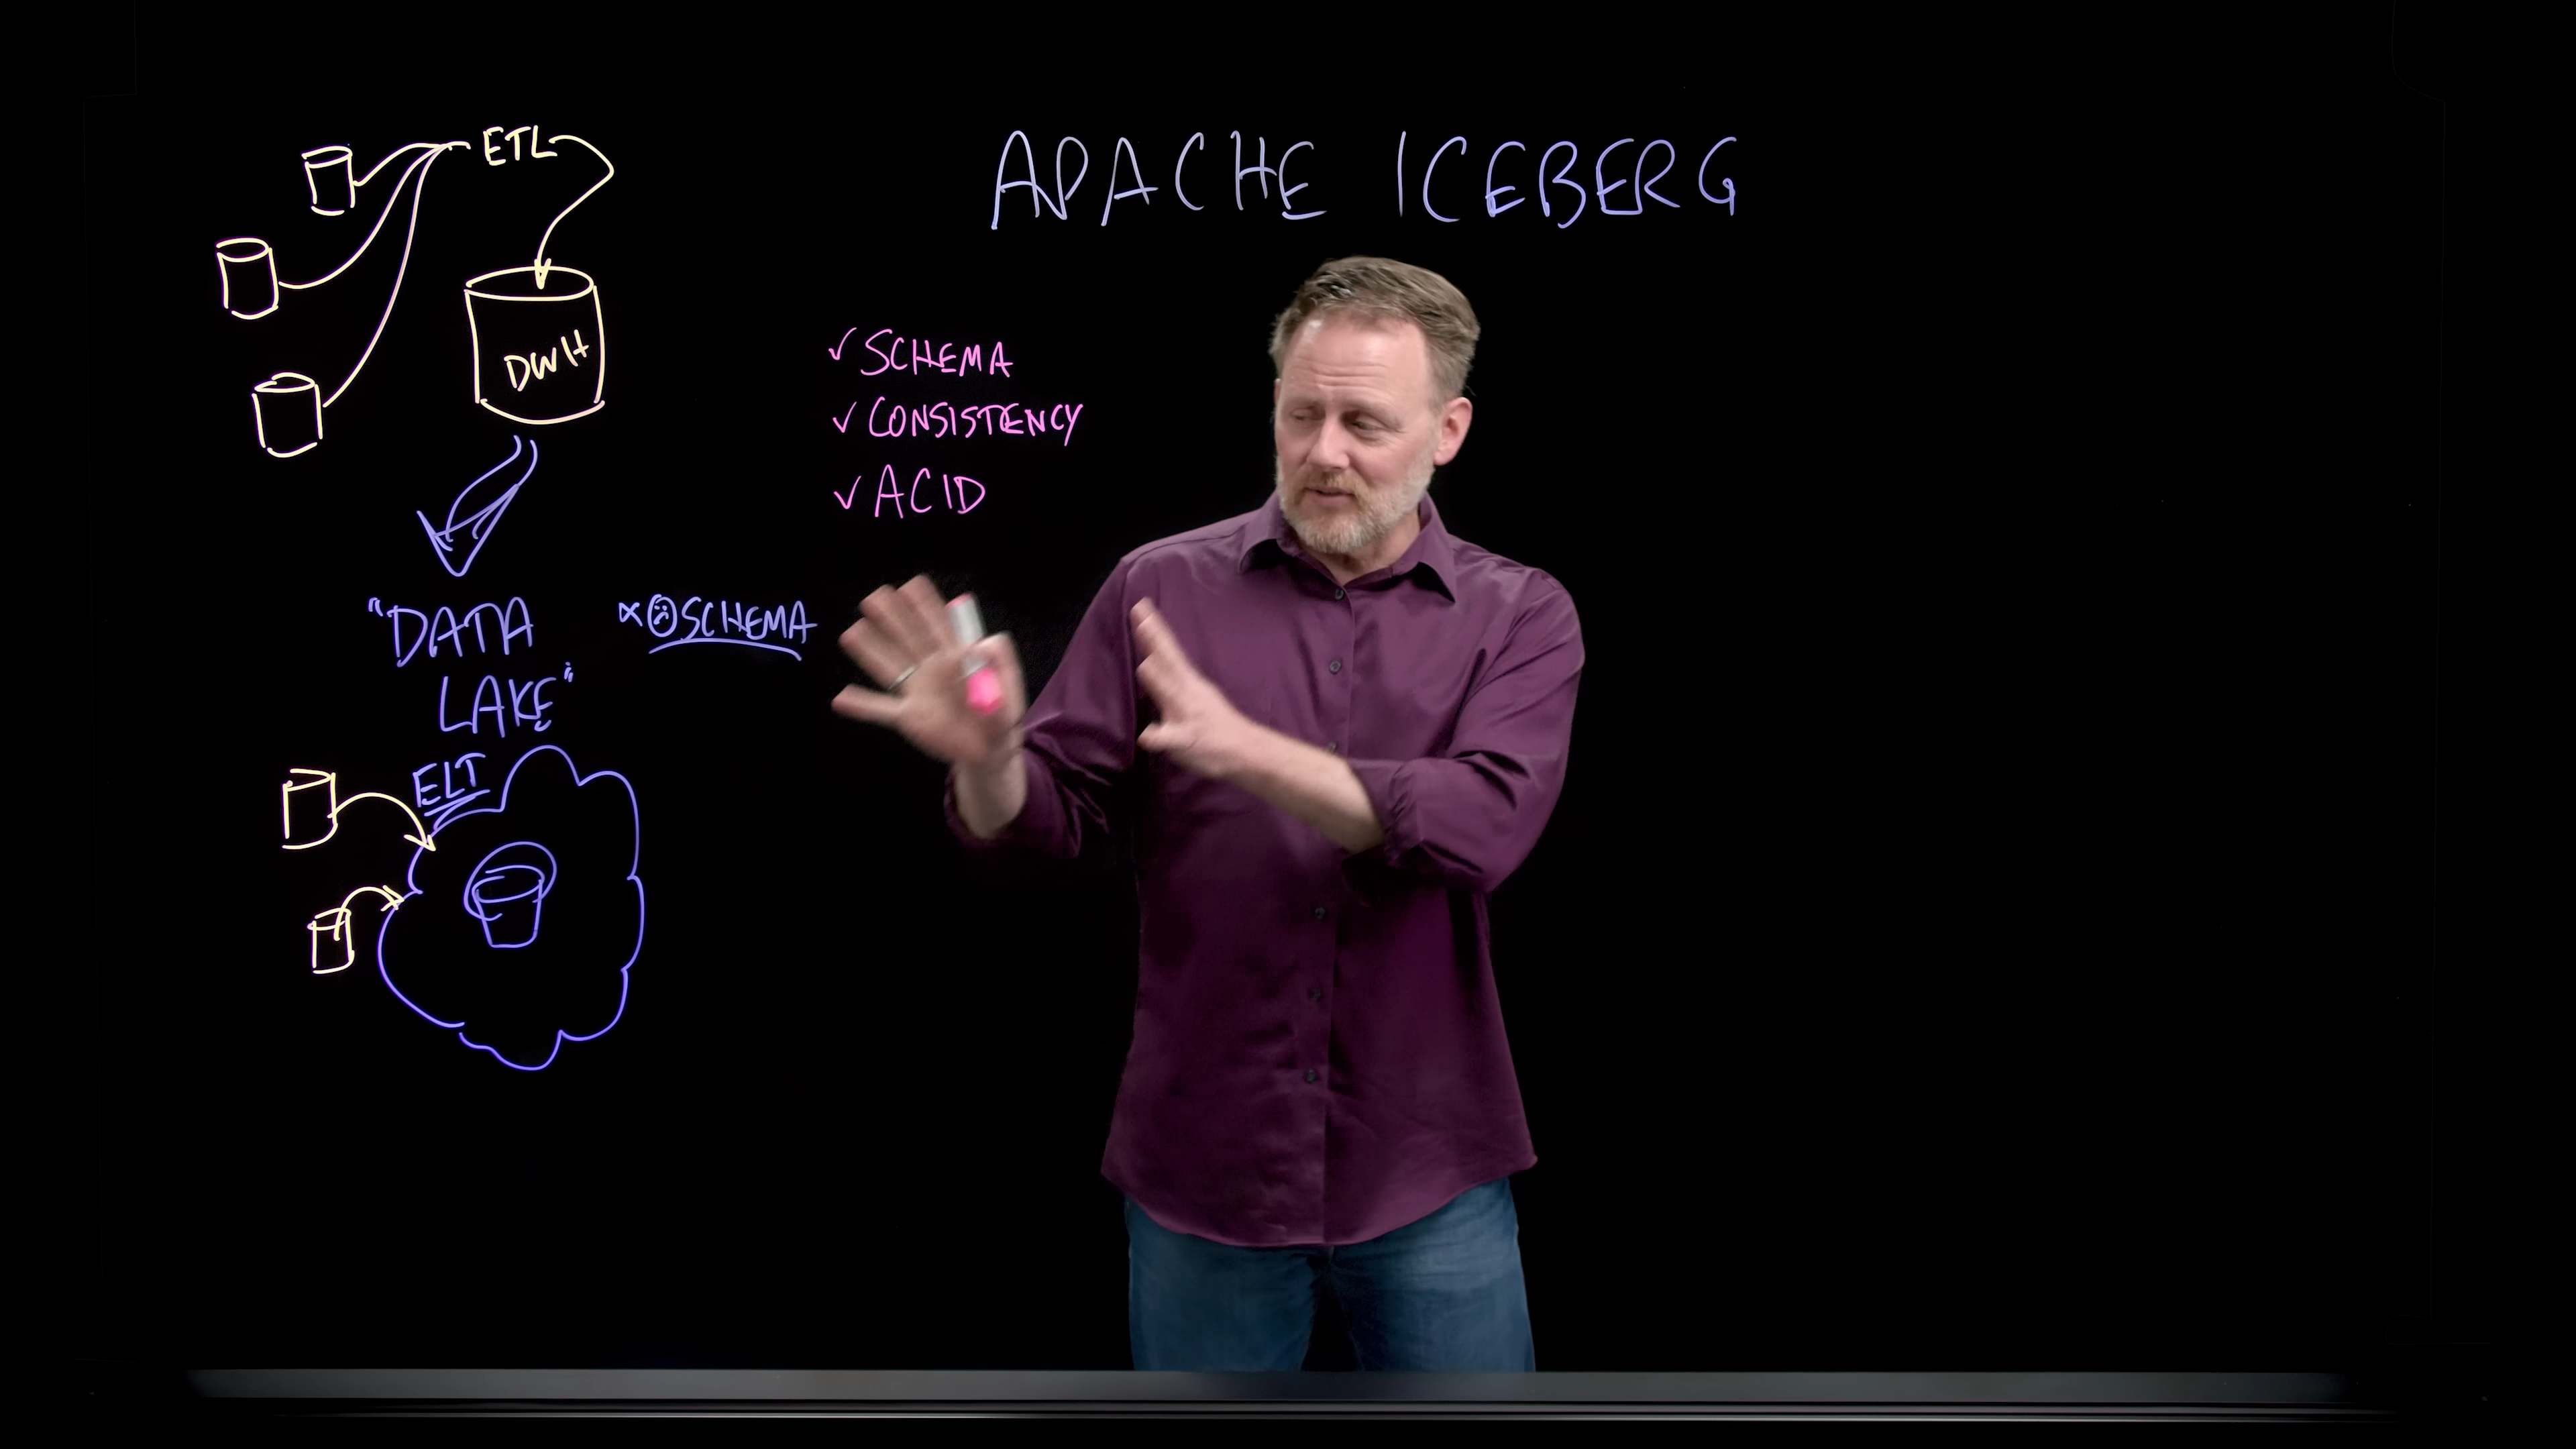 APACHE ICEBERG
ETL
DWH
✓ SCHEMA
✓ CONSISTENCY
✓ ACID
"DATA
LAKE"
∝ ☹ SCHEMA
ELT